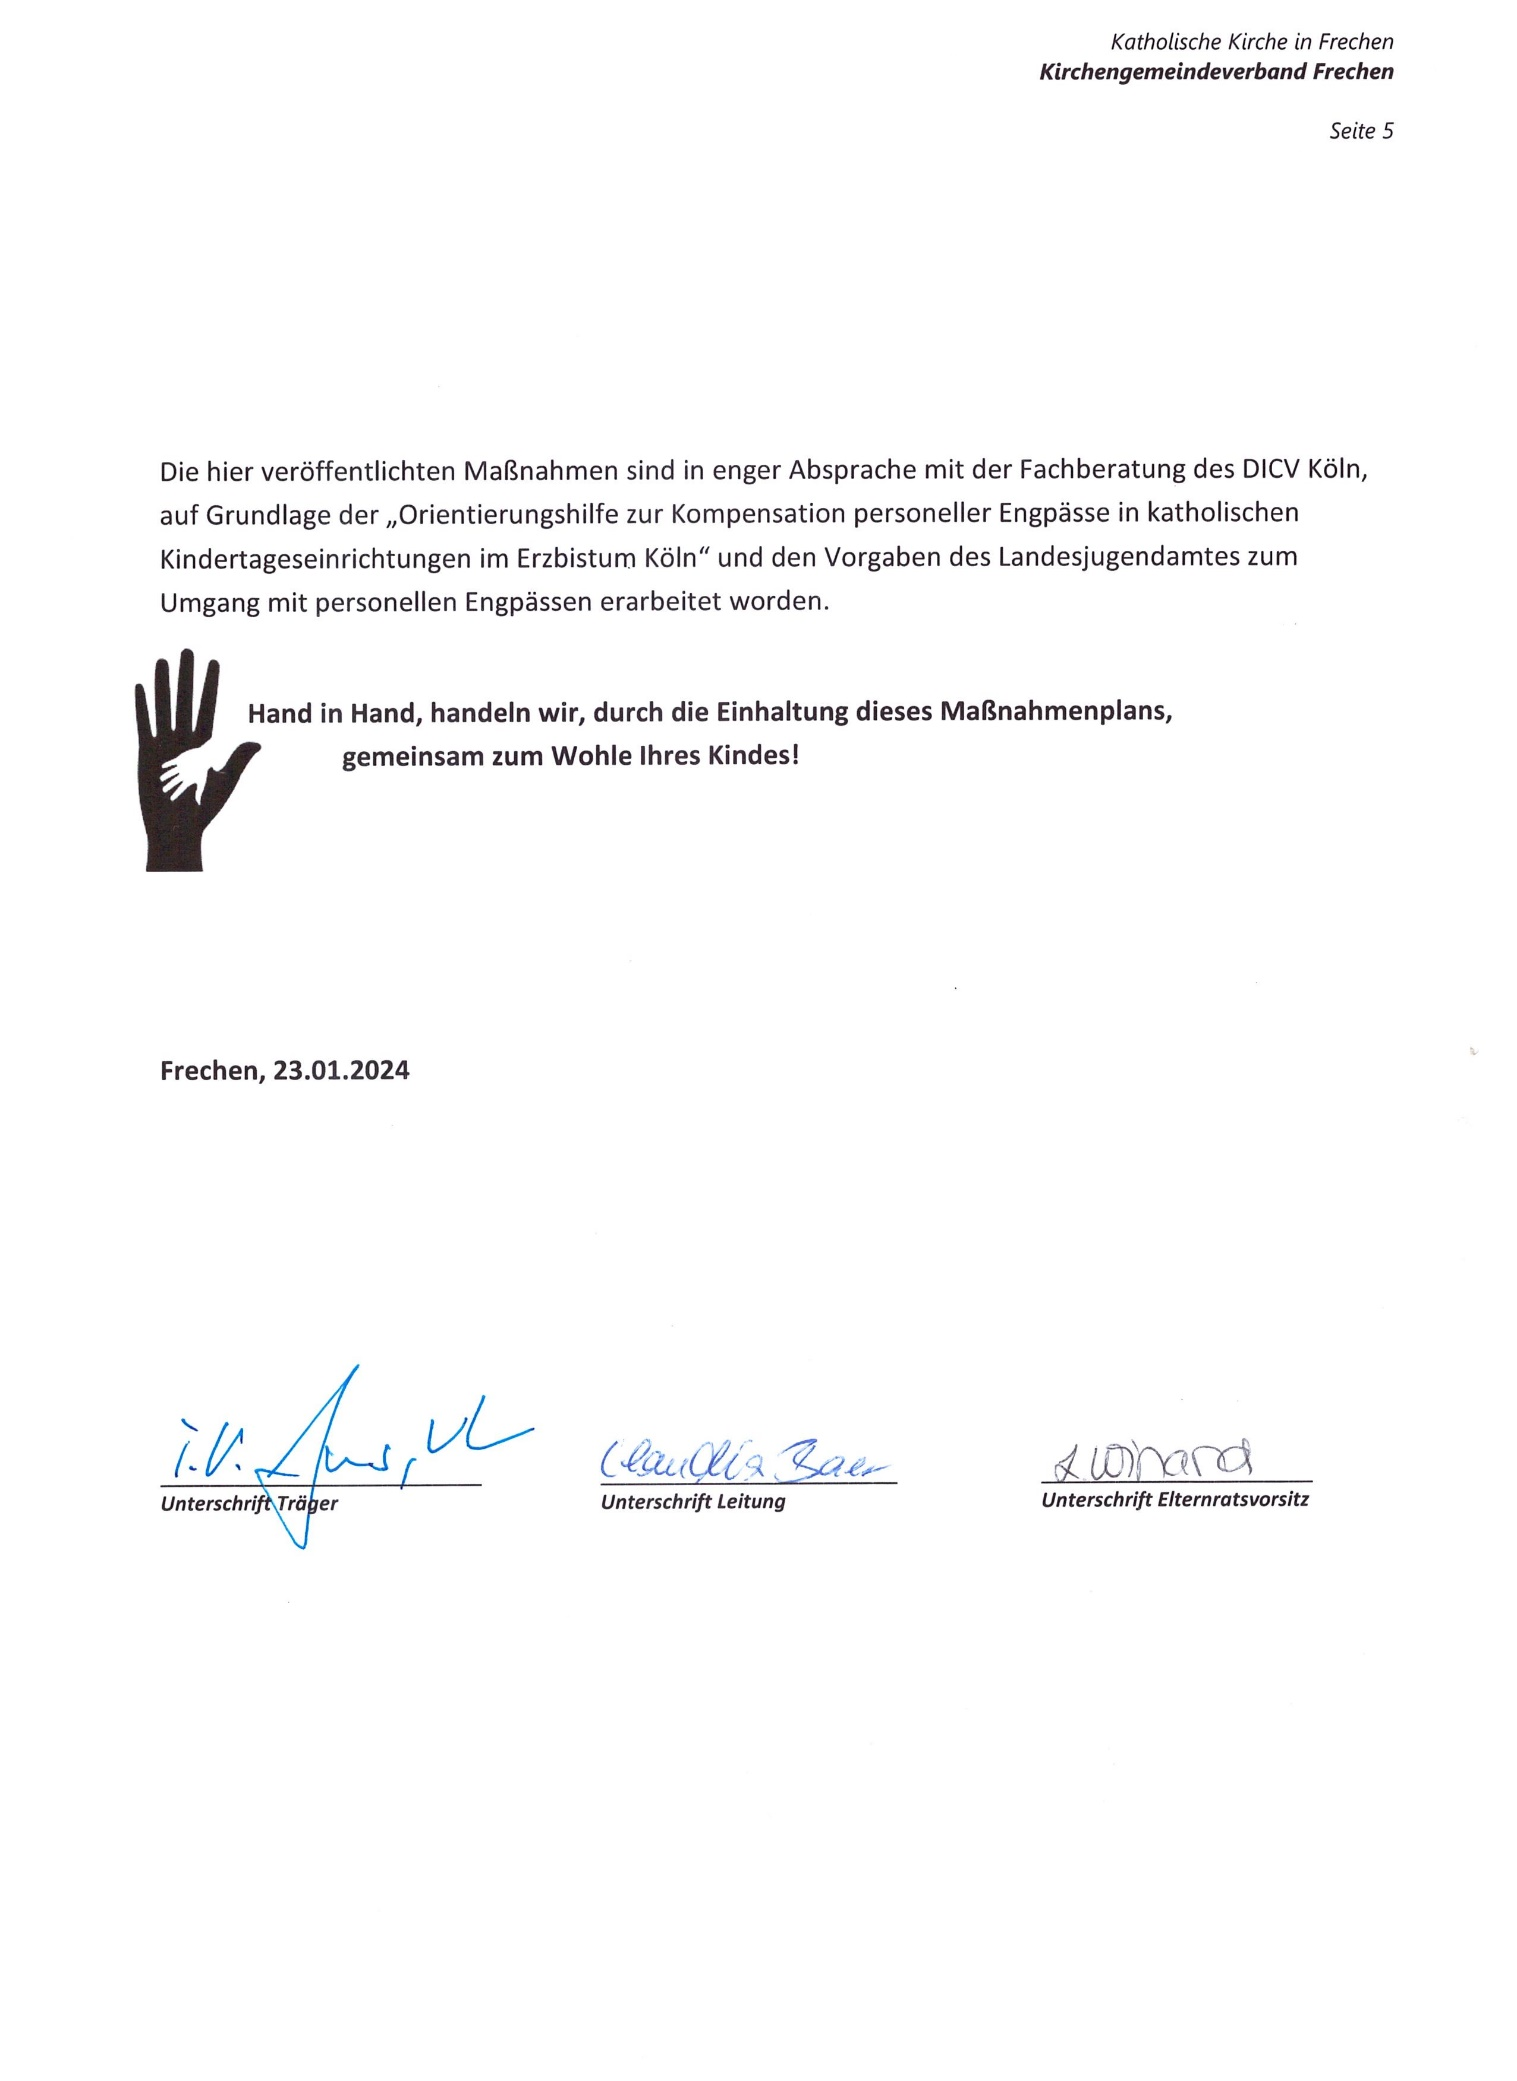 Katholische Kirche in Frechen
Kirchengemeindeverband Frechen
Seite 5
Die hier veröffentlichten Maßnahmen sind in enger Absprache mit der Fachberatung des DICV Köln,
auf Grundlage der „Orientierungshilfe zur Kompensation personeller Engpässe in katholischen
Kindertageseinrichtungen im Erzbistum Köln“ und den Vorgaben des Landesjugendamtes zum
Umgang mit personellen Engpässen erarbeitet worden.
Hand in Hand, handeln wir, durch die Einhaltung dieses Maßnahmenplans,
gemeinsam zum Wohle Ihres Kindes!
Frechen, 23.01.2024
i.V.
Claudia Baer
Unterschrift Träger
Unterschrift Leitung
Unterschrift Elternratsvorsitz